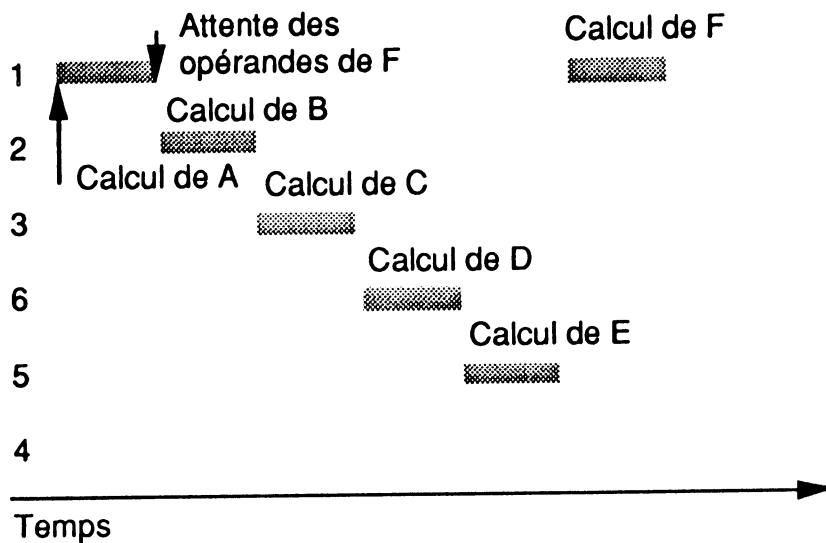 Attente des
opérandes de F
Calcul de F
1
Calcul de B
2
Calcul de A
Calcul de C
3
Calcul de D
6
Calcul de E
5
4
Temps